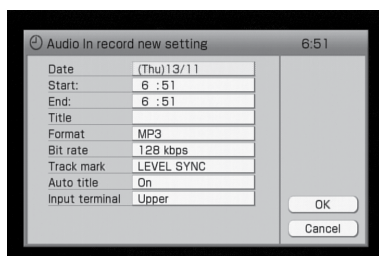 Audio In record new setting 6:51
Date (Thu)13/11
Start: 6 :51
End: 6 :51
Title
Format MP3
Bit rate 128 kbps
Track mark LEVEL SYNC
Auto title On
Input terminal Upper
OK
Cancel